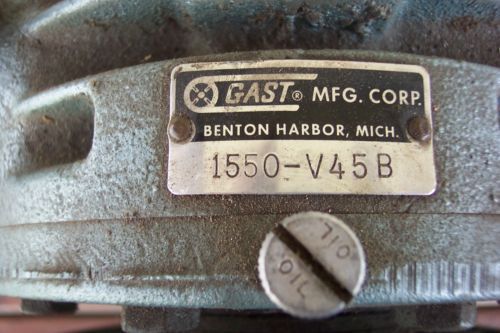 GAST® MFG. CORP.
BENTON HARBOR, MICH.
1550-V45B
OIL
OIL